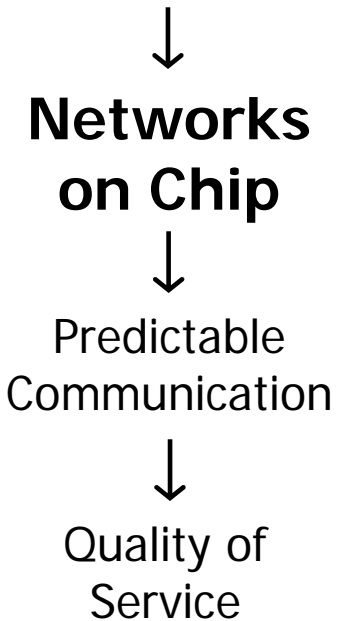 Networks
on Chip
Predictable
Communication
Quality of
Service